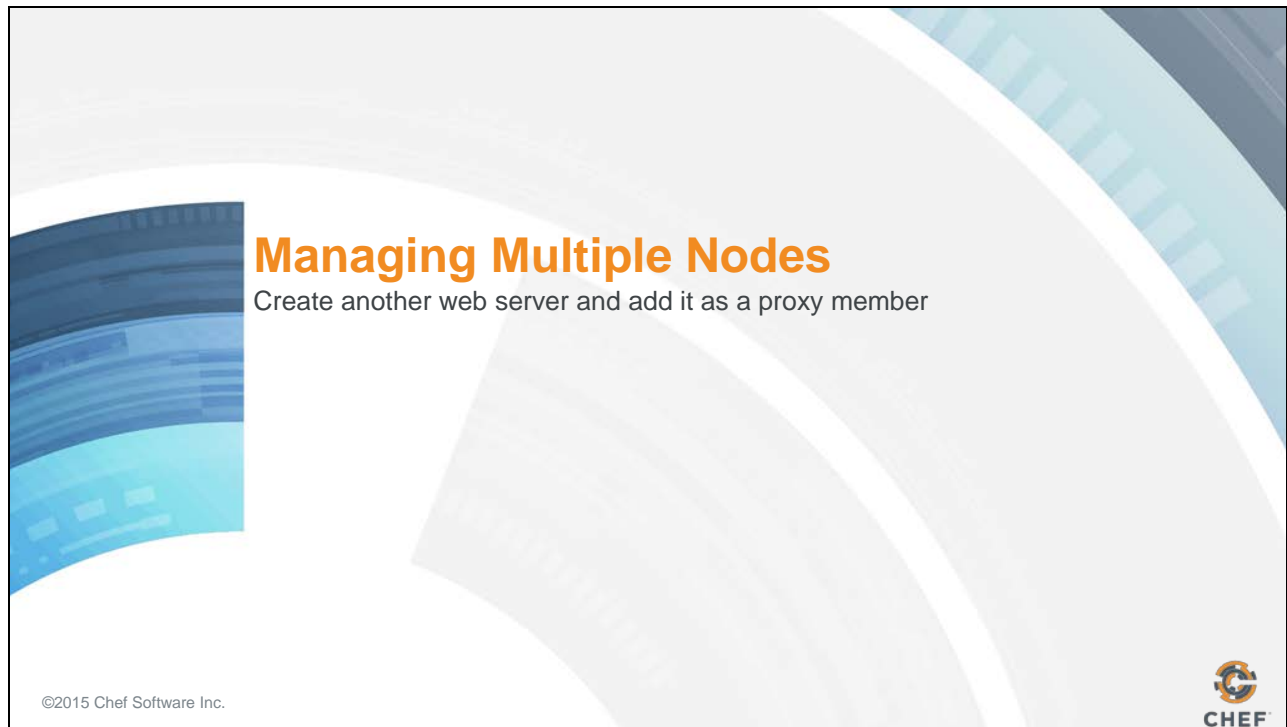 Managing Multiple Nodes
Create another web server and add it as a proxy member
©2015 Chef Software Inc.
CHEF